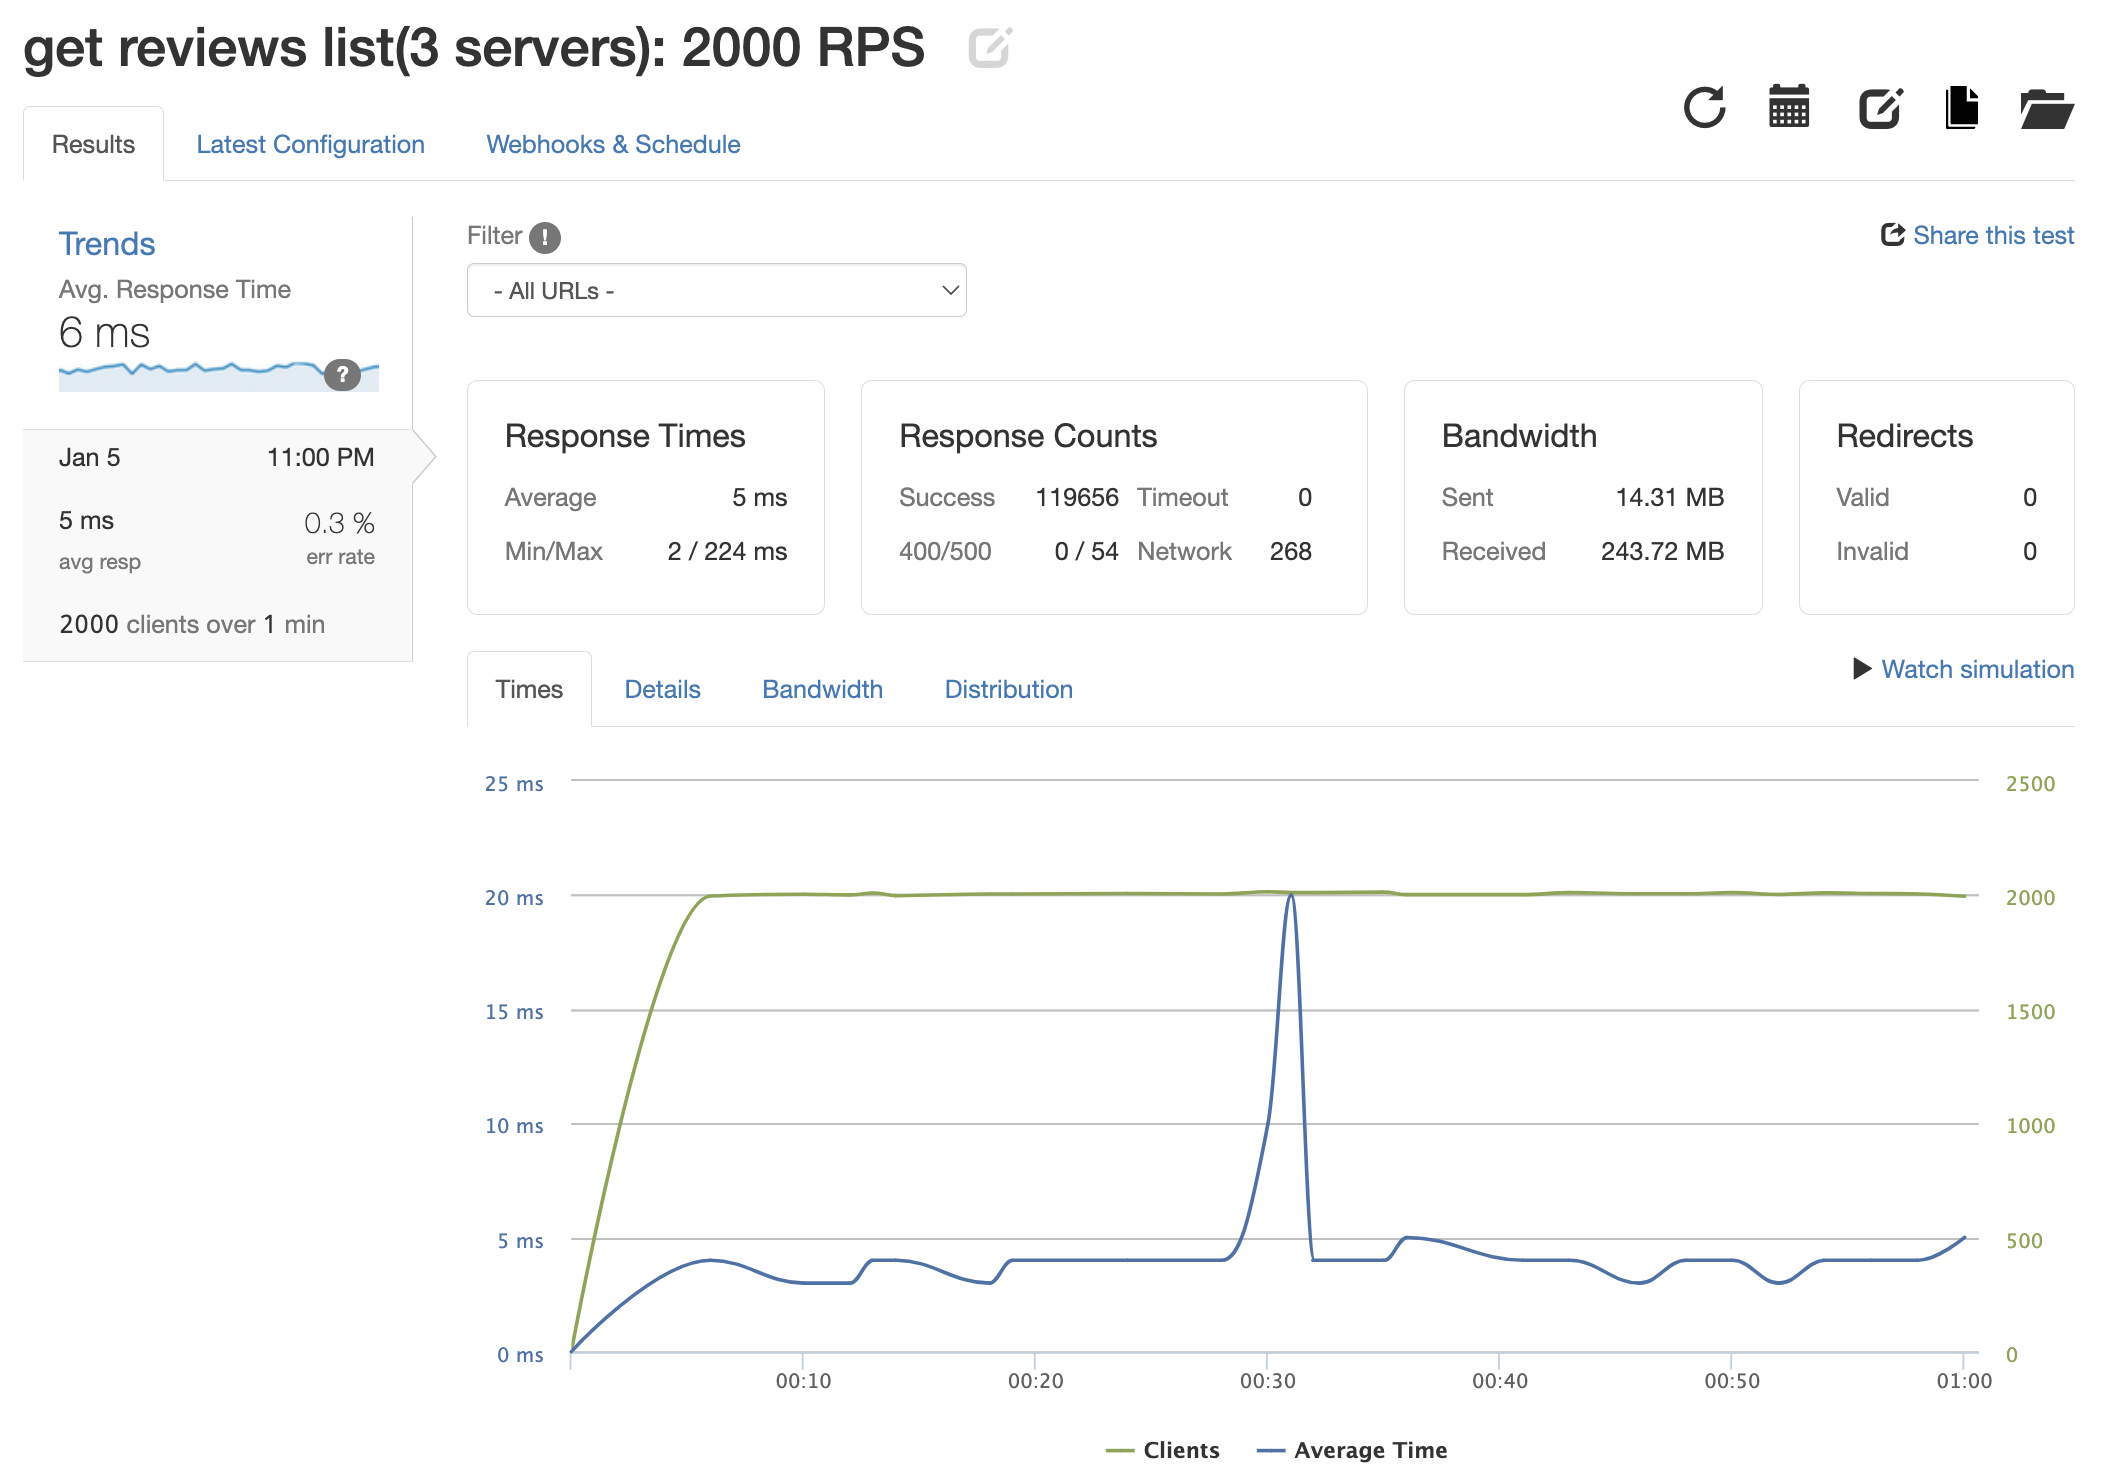 get reviews list(3 servers): 2000 RPS
Results
Latest Configuration
Webhooks & Schedule
Trends
Avg. Response Time
6 ms
?
Jan 5 11:00 PM
5 ms 0.3 %
avg resp err rate
2000 clients over 1 min
Filter !
- All URLs -
Share this test
Response Times
Average 5 ms
Min/Max 2 / 224 ms
Response Counts
Success 119656 Timeout 0
400/500 0 / 54 Network 268
Bandwidth
Sent 14.31 MB
Received 243.72 MB
Redirects
Valid 0
Invalid 0
Times
Details
Bandwidth
Distribution
Watch simulation
25 ms 2500
20 ms 2000
15 ms 1500
10 ms 1000
5 ms 500
0 ms 0
00:10 00:20 00:30 00:40 00:50 01:00
Clients Average Time